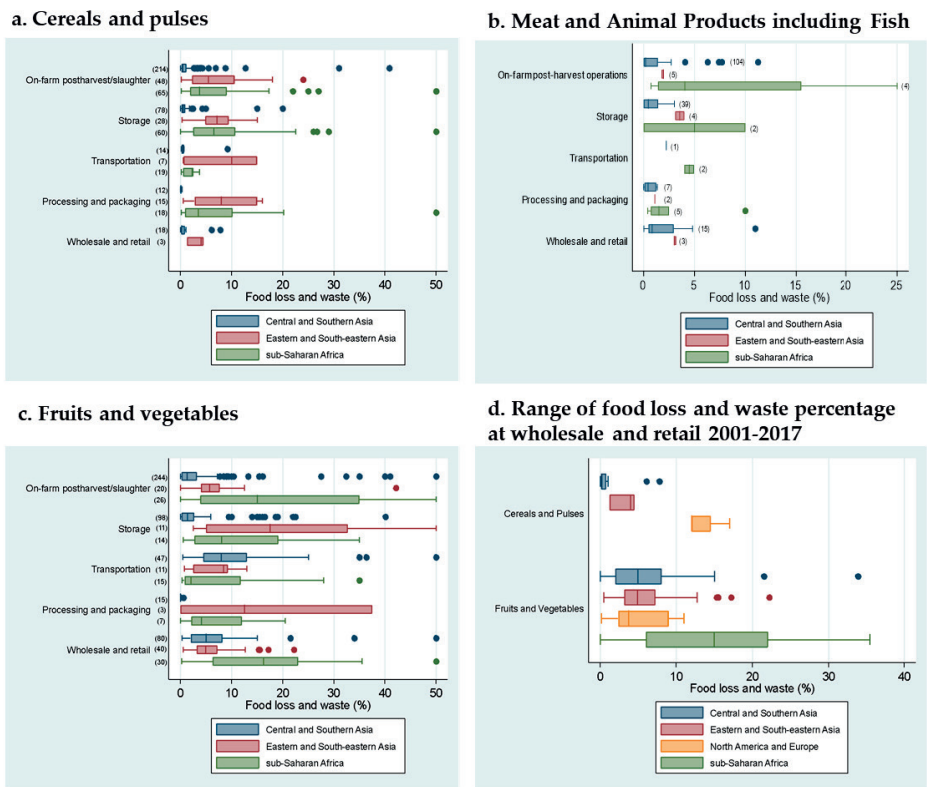 a. Cereals and pulses
(214)
On-farm postharvest/slaughter (48)
(65)
(78)
Storage (28)
(60)
(14)
Transportation (7)
(19)
(12)
Processing and packaging (15)
(18)
(18)
Wholesale and retail (3)
0 10 20 30 40 50
Food loss and waste (%)
Central and Southern Asia
Eastern and South-eastern Asia
sub-Saharan Africa
b. Meat and Animal Products including Fish
(104)
On-farmpost-harvest operations (5)
(4)
(39)
Storage (4)
(2)
(1)
Transportation
(2)
(7)
Processing and packaging (2)
(5)
(15)
Wholesale and retail (3)
0 5 10 15 20 25
Food loss and waste (%)
Central and Southern Asia
Eastern and South-eastern Asia
sub-Saharan Africa
c. Fruits and vegetables
(244)
On-farm postharvest/slaughter (20)
(26)
(98)
Storage (11)
(14)
(47)
Transportation (11)
(15)
(15)
Processing and packaging (3)
(7)
(80)
Wholesale and retail (40)
(30)
0 10 20 30 40 50
Food loss and waste (%)
Central and Southern Asia
Eastern and South-eastern Asia
sub-Saharan Africa
d. Range of food loss and waste percentage
at wholesale and retail 2001-2017
Cereals and Pulses
Fruits and Vegetables
0 10 20 30 40
Food loss and waste (%)
Central and Southern Asia
Eastern and South-eastern Asia
North America and Europe
sub-Saharan Africa